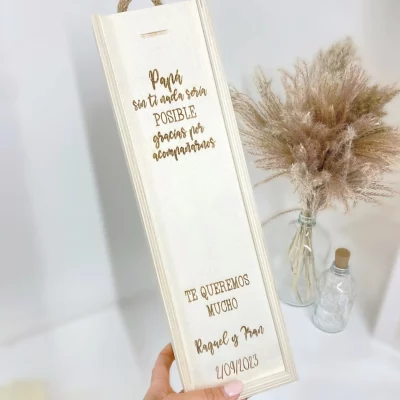 Papá
sin ti nada sería
POSIBLE
gracias por
acompañarnos
TE QUEREMOS
MUCHO
Raquel y Fran
2/09/2023